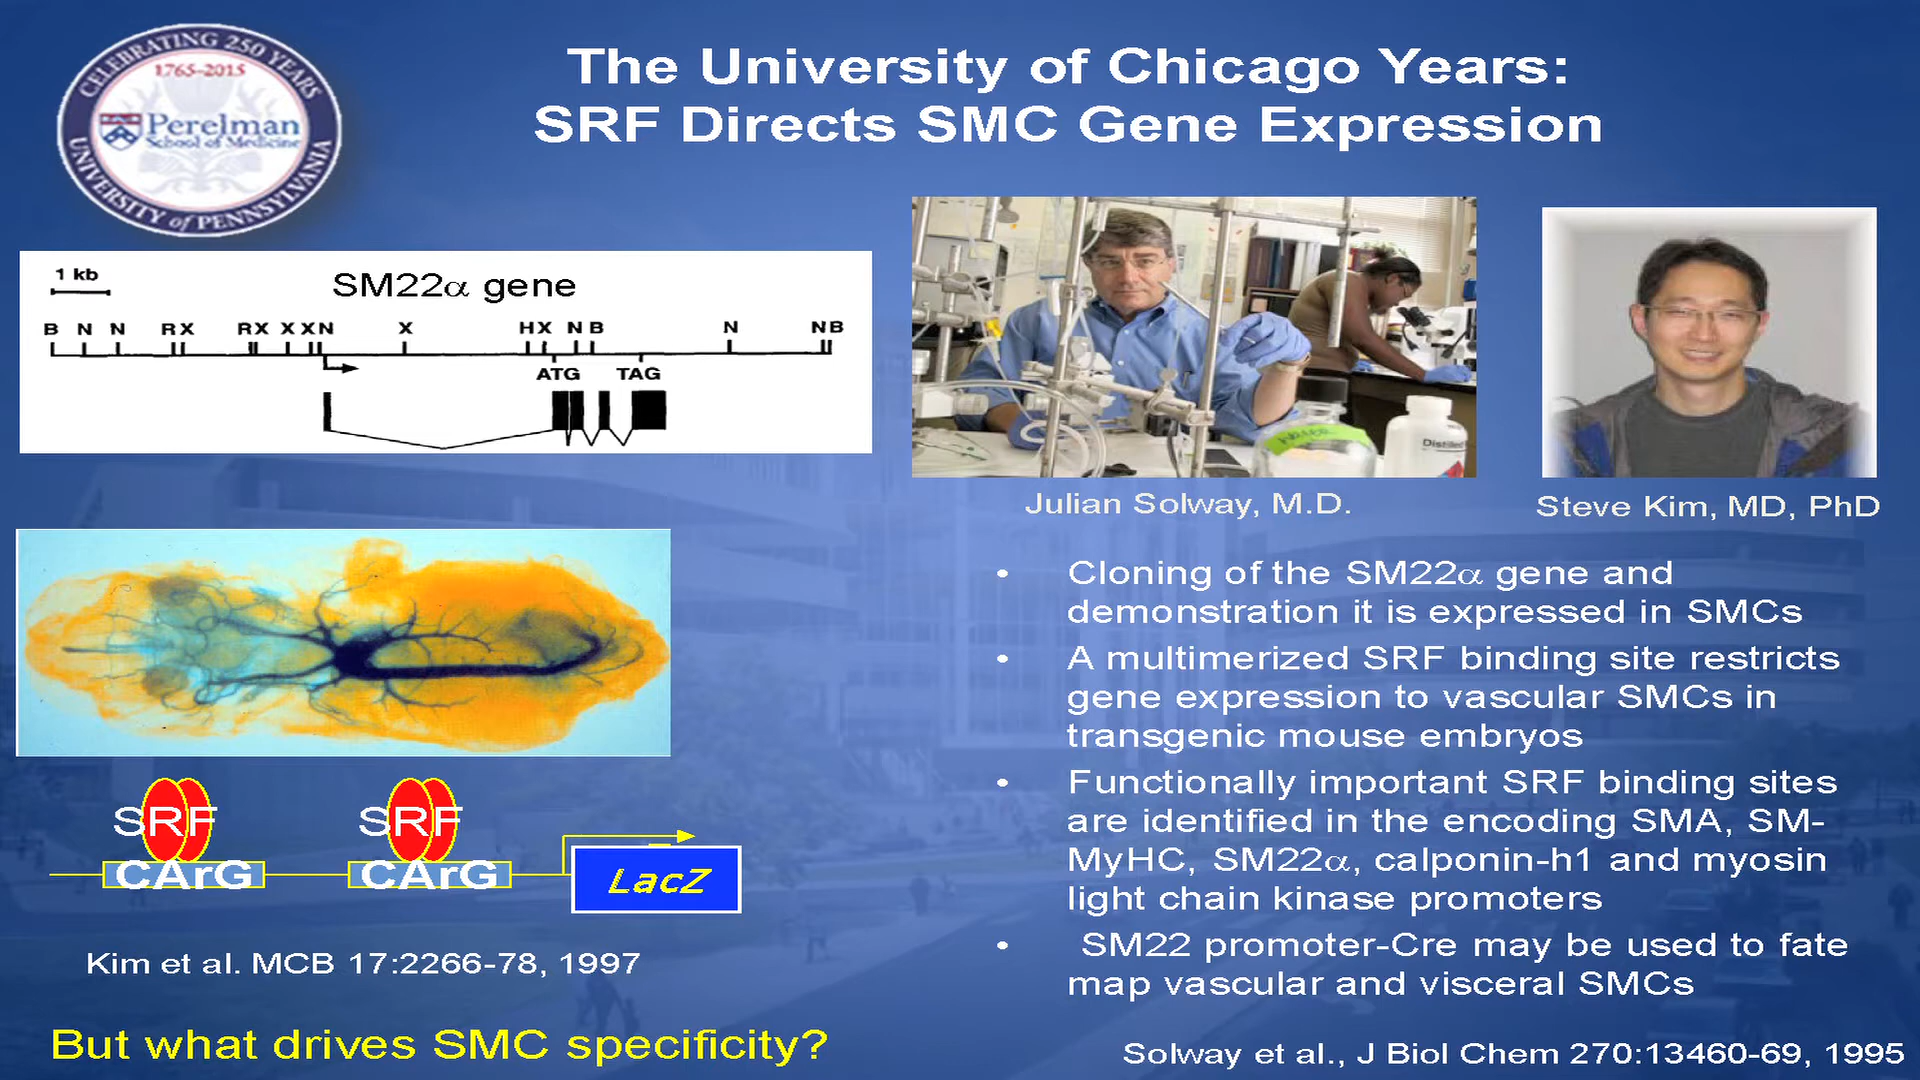 CELEBRATING 250 YEARS
1765-2015
Perelman
School of Medicine
UNIVERSITY of PENNSYLVANIA
The University of Chicago Years:
SRF Directs SMC Gene Expression
1 kb
SM22α gene
B N N R X R X X X N X H X N B N N B
ATG TAG
Distilled
Julian Solway, M.D.
Steve Kim, MD, PhD
SRF SRF
CArG CArG
LacZ
Kim et al. MCB 17:2266-78, 1997
But what drives SMC specificity?
• Cloning of the SM22α gene and
demonstration it is expressed in SMCs
• A multimerized SRF binding site restricts
gene expression to vascular SMCs in
transgenic mouse embryos
• Functionally important SRF binding sites
are identified in the encoding SMA, SM-
MyHC, SM22α, calponin-h1 and myosin
light chain kinase promoters
• SM22 promoter-Cre may be used to fate
map vascular and visceral SMCs
Solway et al., J Biol Chem 270:13460-69, 1995